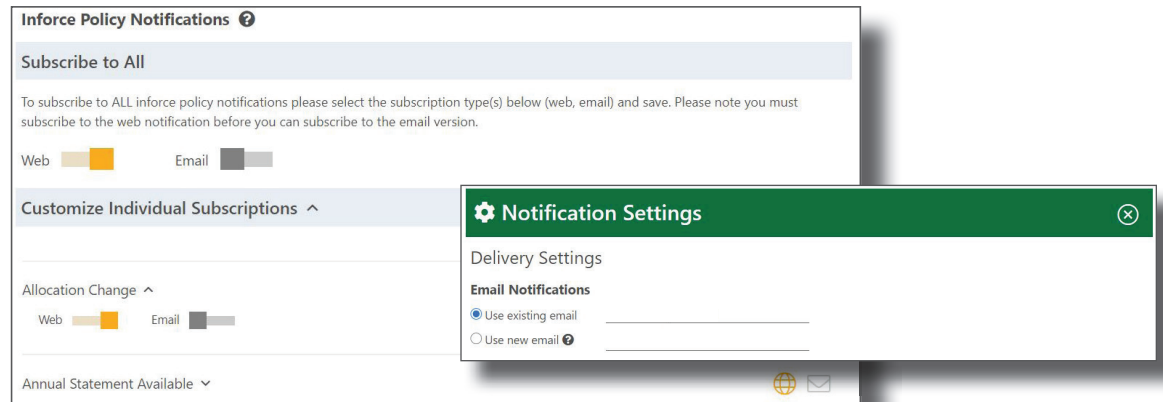 Inforce Policy Notifications ?
Subscribe to All
To subscribe to ALL inforce policy notifications please select the subscription type(s) below (web, email) and save. Please note you must
subscribe to the web notification before you can subscribe to the email version.
Web Email
Customize Individual Subscriptions
Allocation Change
Web Email
Annual Statement Available
Notification Settings
Delivery Settings
Email Notifications
Use existing email
Use new email ?